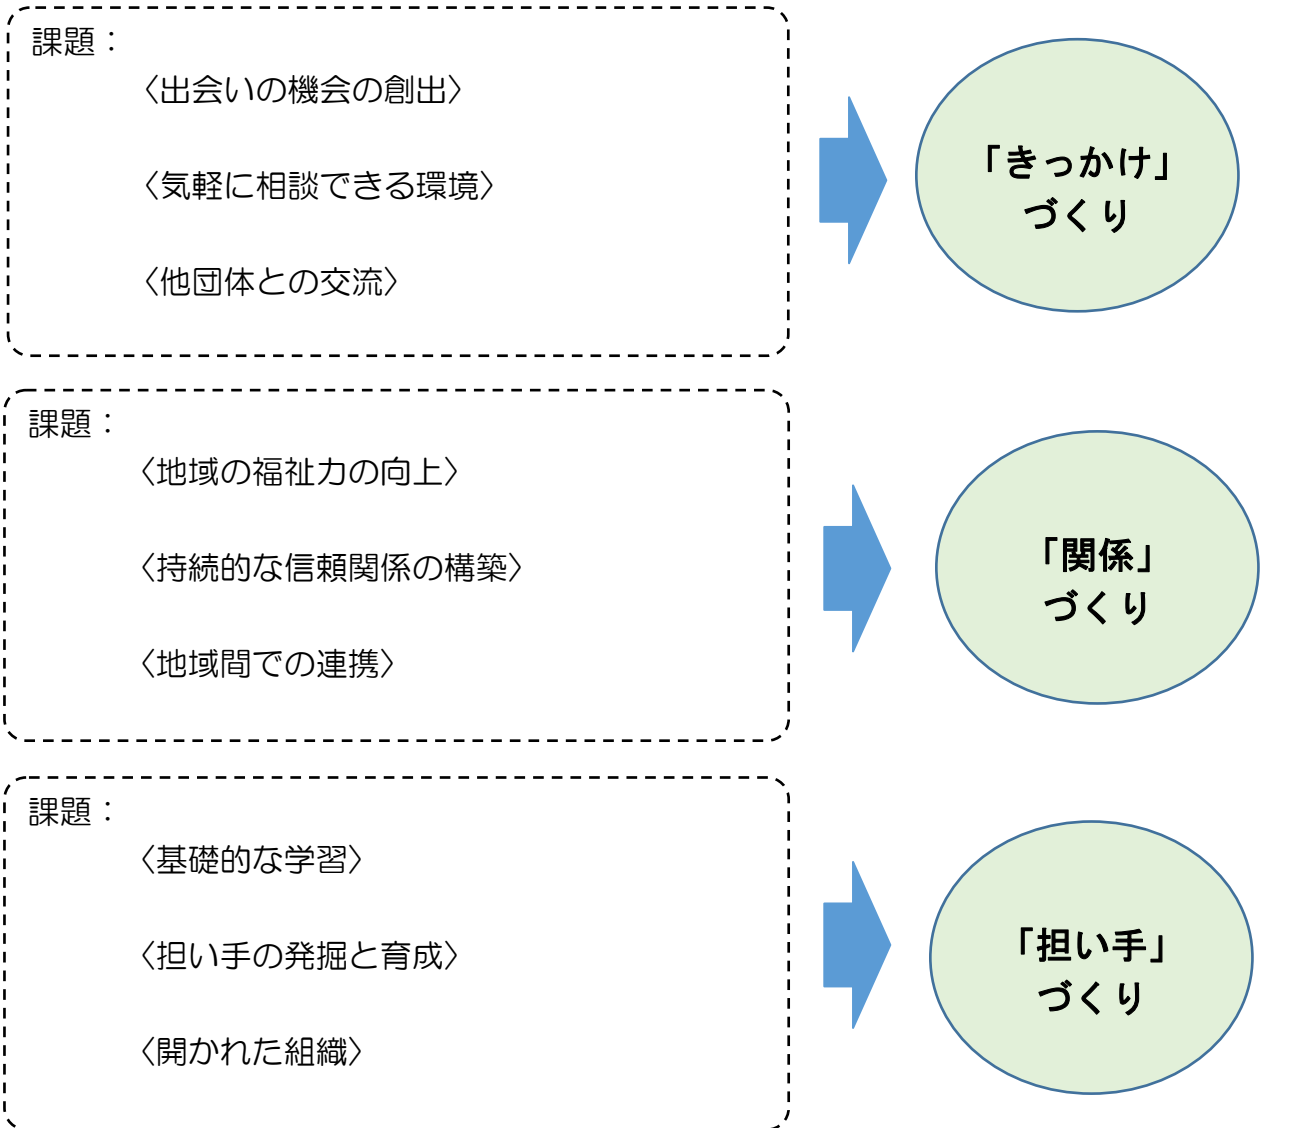 課題：
〈出会いの機会の創出〉
〈気軽に相談できる環境〉
〈他団体との交流〉
「きっかけ」
づくり
課題：
〈地域の福祉力の向上〉
〈持続的な信頼関係の構築〉
〈地域間での連携〉
「関係」
づくり
課題：
〈基礎的な学習〉
〈担い手の発掘と育成〉
〈開かれた組織〉
「担い手」
づくり